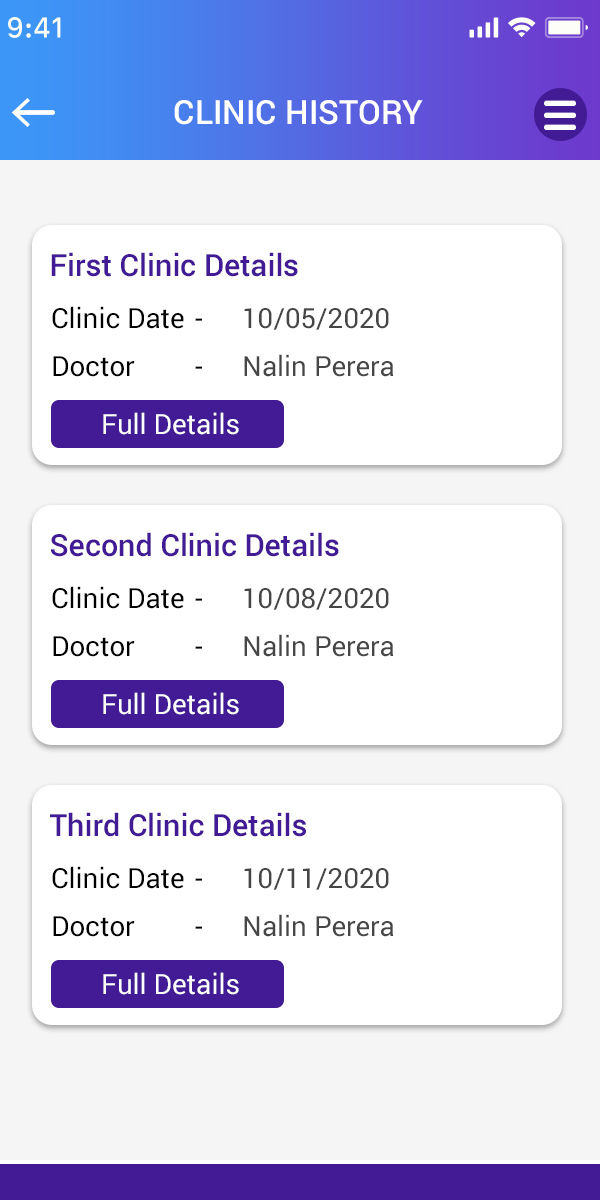 9:41
CLINIC HISTORY
First Clinic Details
Clinic Date - 10/05/2020
Doctor - Nalin Perera
Full Details
Second Clinic Details
Clinic Date - 10/08/2020
Doctor - Nalin Perera
Full Details
Third Clinic Details
Clinic Date - 10/11/2020
Doctor - Nalin Perera
Full Details